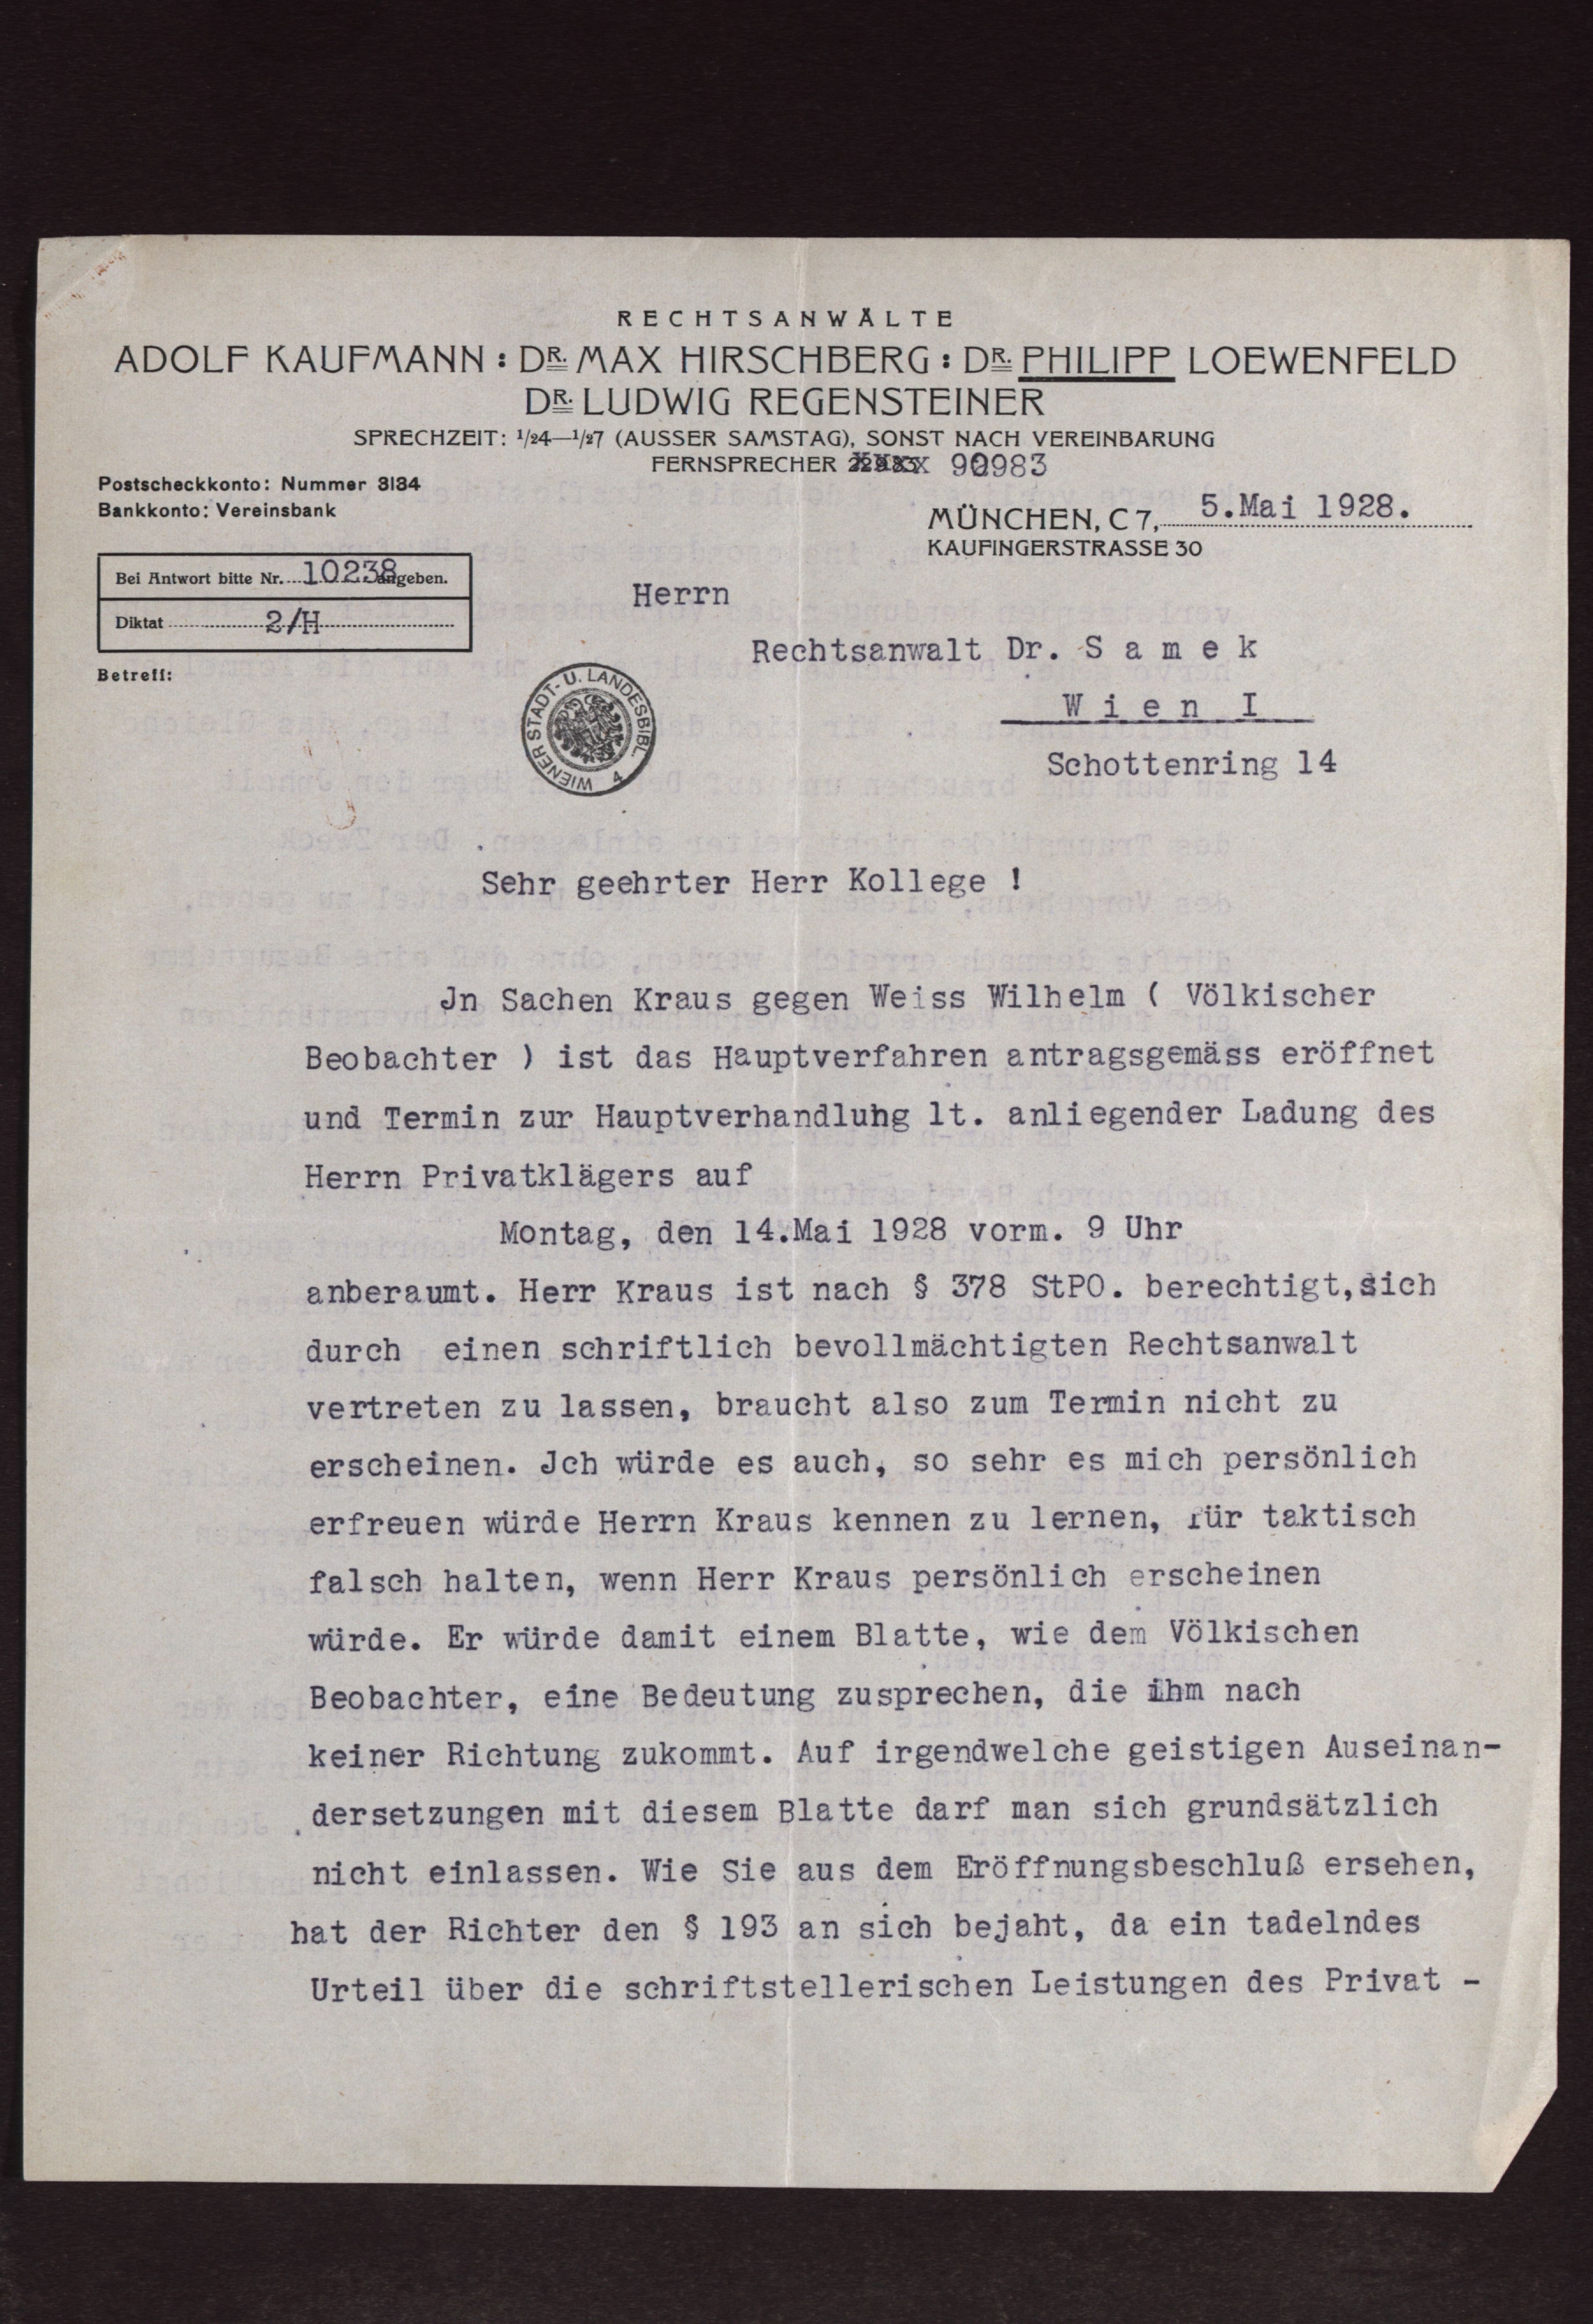 RECHTSANWÄLTE
ADOLF KAUFMANN : DR. MAX HIRSCHBERG : DR. PHILIPP LOEWENFELD
DR. LUDWIG REGENSTEINER
SPRECHZEIT: 1/24—1/27 (AUSSER SAMSTAG), SONST NACH VEREINBARUNG
FERNSPRECHER 90983
Postscheckkonto: Nummer 3134
Bankkonto: Vereinsbank
MÜNCHEN, C 7, 5.Mai 1928.
KAUFINGERSTRASSE 30
Bei Antwort bitte Nr. 10238 angeben.
Diktat 2/H
Betreff:
Herrn
Rechtsanwalt Dr. S a m e k
W i e n I
Schottenring 14
WIENER STADT- U. LANDESBIBL. 4
Sehr geehrter Herr Kollege !
Jn Sachen Kraus gegen Weiss Wilhelm ( Völkischer
Beobachter ) ist das Hauptverfahren antragsgemäss eröffnet
und Termin zur Hauptverhandlung lt. anliegender Ladung des
Herrn Privatklägers auf
Montag, den 14.Mai 1928 vorm. 9 Uhr
anberaumt. Herr Kraus ist nach § 378 StPO. berechtigt,sich
durch einen schriftlich bevollmächtigten Rechtsanwalt
vertreten zu lassen, braucht also zum Termin nicht zu
erscheinen. Jch würde es auch, so sehr es mich persönlich
erfreuen würde Herrn Kraus kennen zu lernen, für taktisch
falsch halten, wenn Herr Kraus persönlich erscheinen
würde. Er würde damit einem Blatte, wie dem Völkischen
Beobachter, eine Bedeutung zusprechen, die ihm nach
keiner Richtung zukommt. Auf irgendwelche geistigen Auseinan-
dersetzungen mit diesem Blatte darf man sich grundsätzlich
nicht einlassen. Wie Sie aus dem Eröffnungsbeschluß ersehen,
hat der Richter den § 193 an sich bejaht, da ein tadelndes
Urteil über die schriftstellerischen Leistungen des Privat -